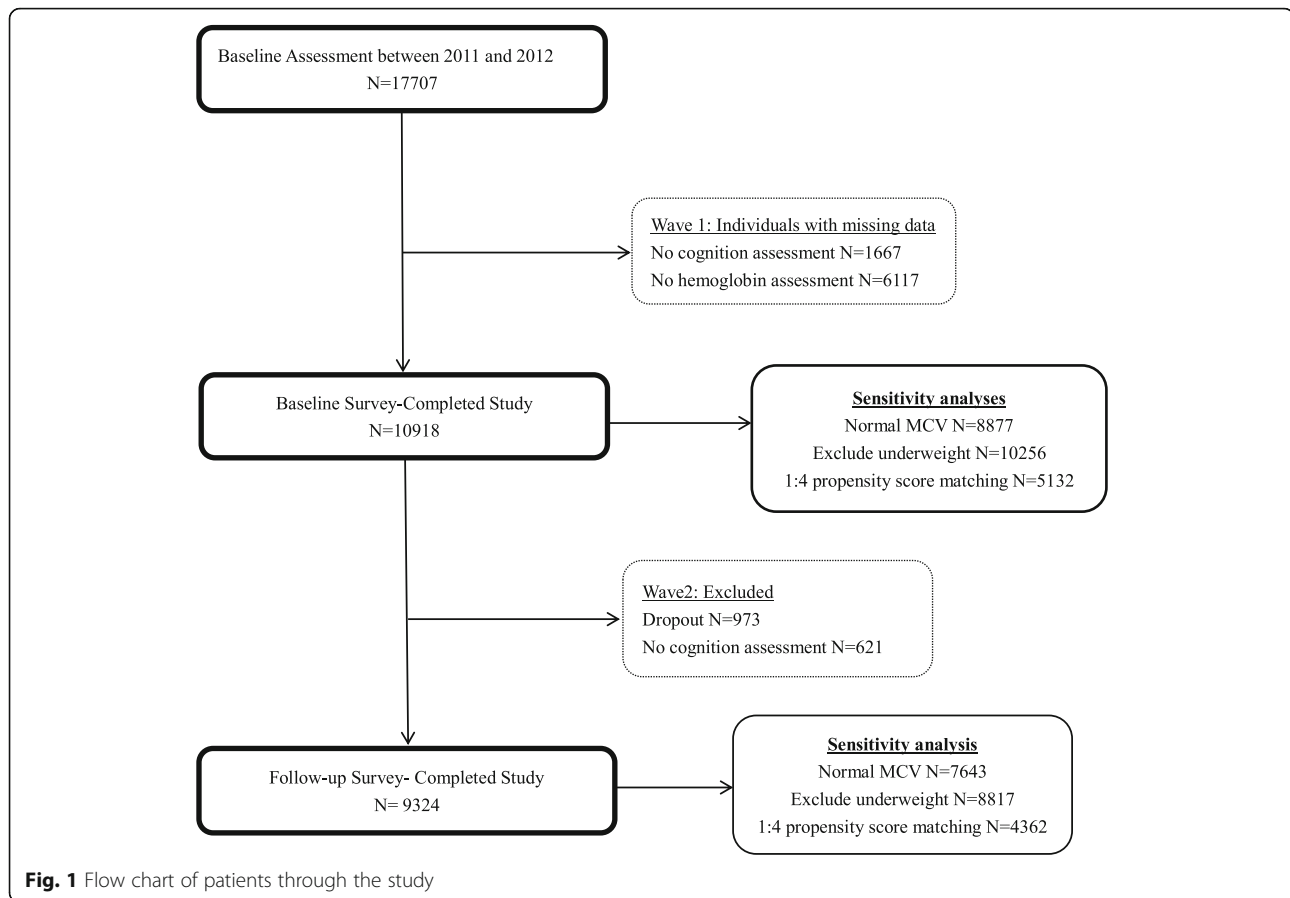 Baseline Assessment between 2011 and 2012
N=17707
Wave 1: Individuals with missing data
No cognition assessment N=1667
No hemoglobin assessment N=6117
Baseline Survey-Completed Study
N=10918
Sensitivity analyses
Normal MCV N=8877
Exclude underweight N=10256
1:4 propensity score matching N=5132
Wave2: Excluded
Dropout N=973
No cognition assessment N=621
Follow-up Survey- Completed Study
N= 9324
Sensitivity analysis
Normal MCV N=7643
Exclude underweight N=8817
1:4 propensity score matching N=4362
Fig. 1 Flow chart of patients through the study